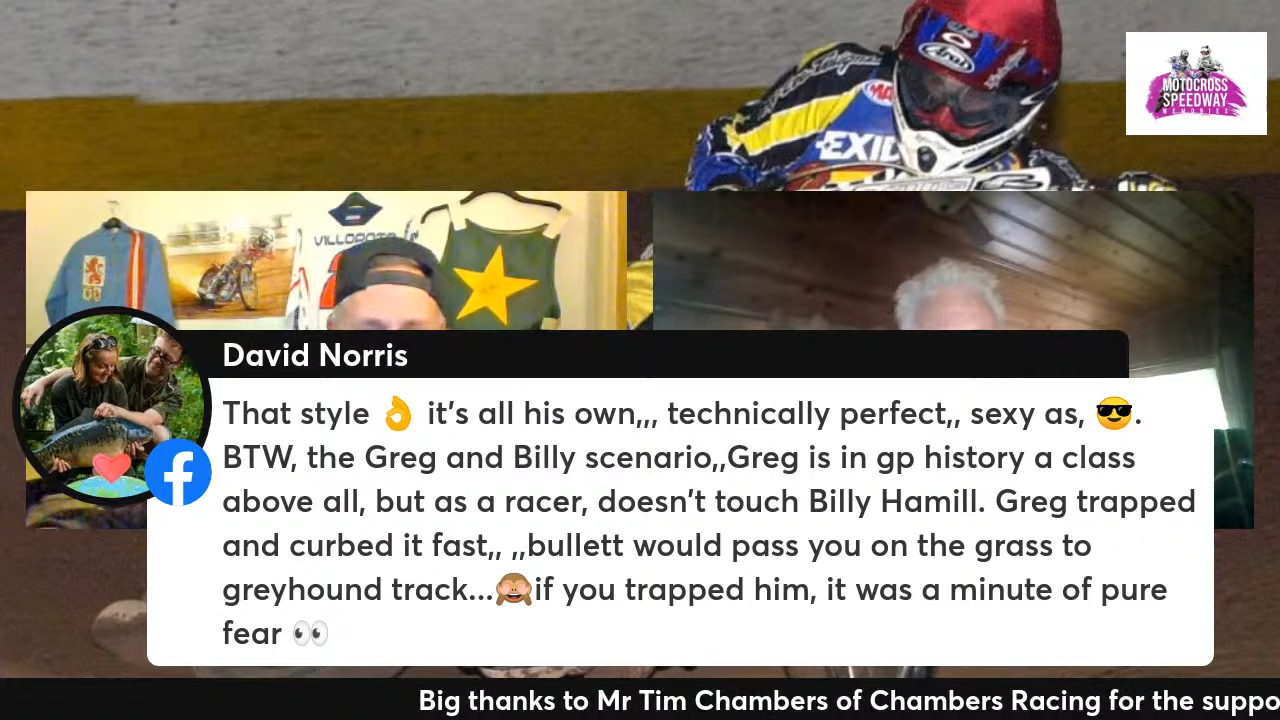 Arai
EXID
MOTOCROSS
SPEEDWAY
MEMORIES
VILLOPOTO
David Norris
That style 👌 it's all his own,,, technically perfect,, sexy as, 😎.
BTW, the Greg and Billy scenario,,Greg is in gp history a class
above all, but as a racer, doesn't touch Billy Hamill. Greg trapped
and curbed it fast,, ,,bullett would pass you on the grass to
greyhound track...🙈if you trapped him, it was a minute of pure
fear 👀
Big thanks to Mr Tim Chambers of Chambers Racing for the suppo